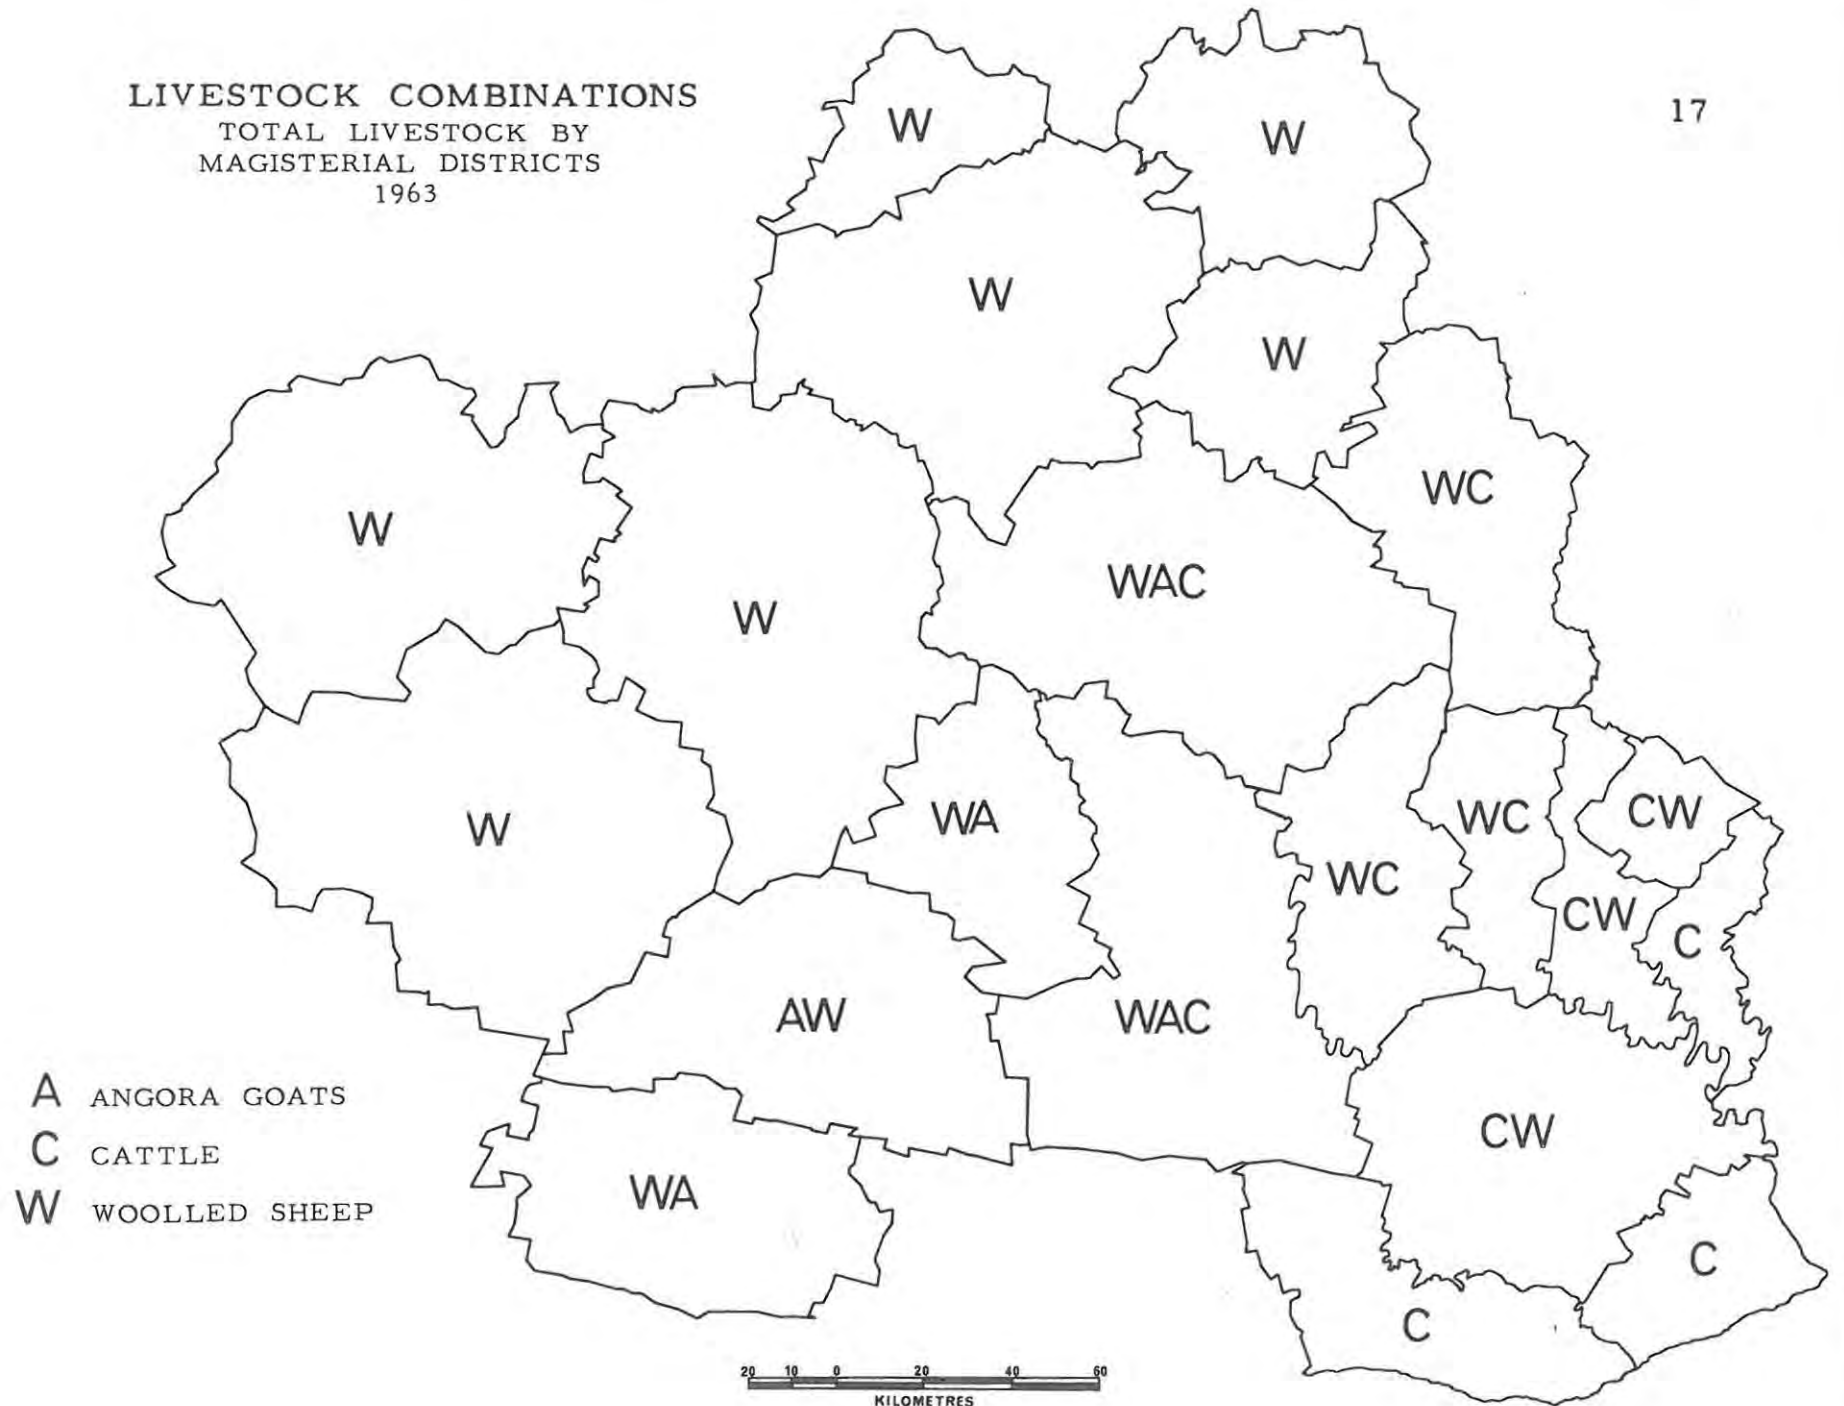 LIVESTOCK COMBINATIONS
TOTAL LIVESTOCK BY
MAGISTERIAL DISTRICTS
1963
17
W
W
W
W
WC
W
WAC
W
W
WA
WC
CW
WC
CW
C
AW
WAC
CW
WA
C
C
A ANGORA GOATS
C CATTLE
W WOOLLED SHEEP
20 10 0 20 40 60
KILOMETRES